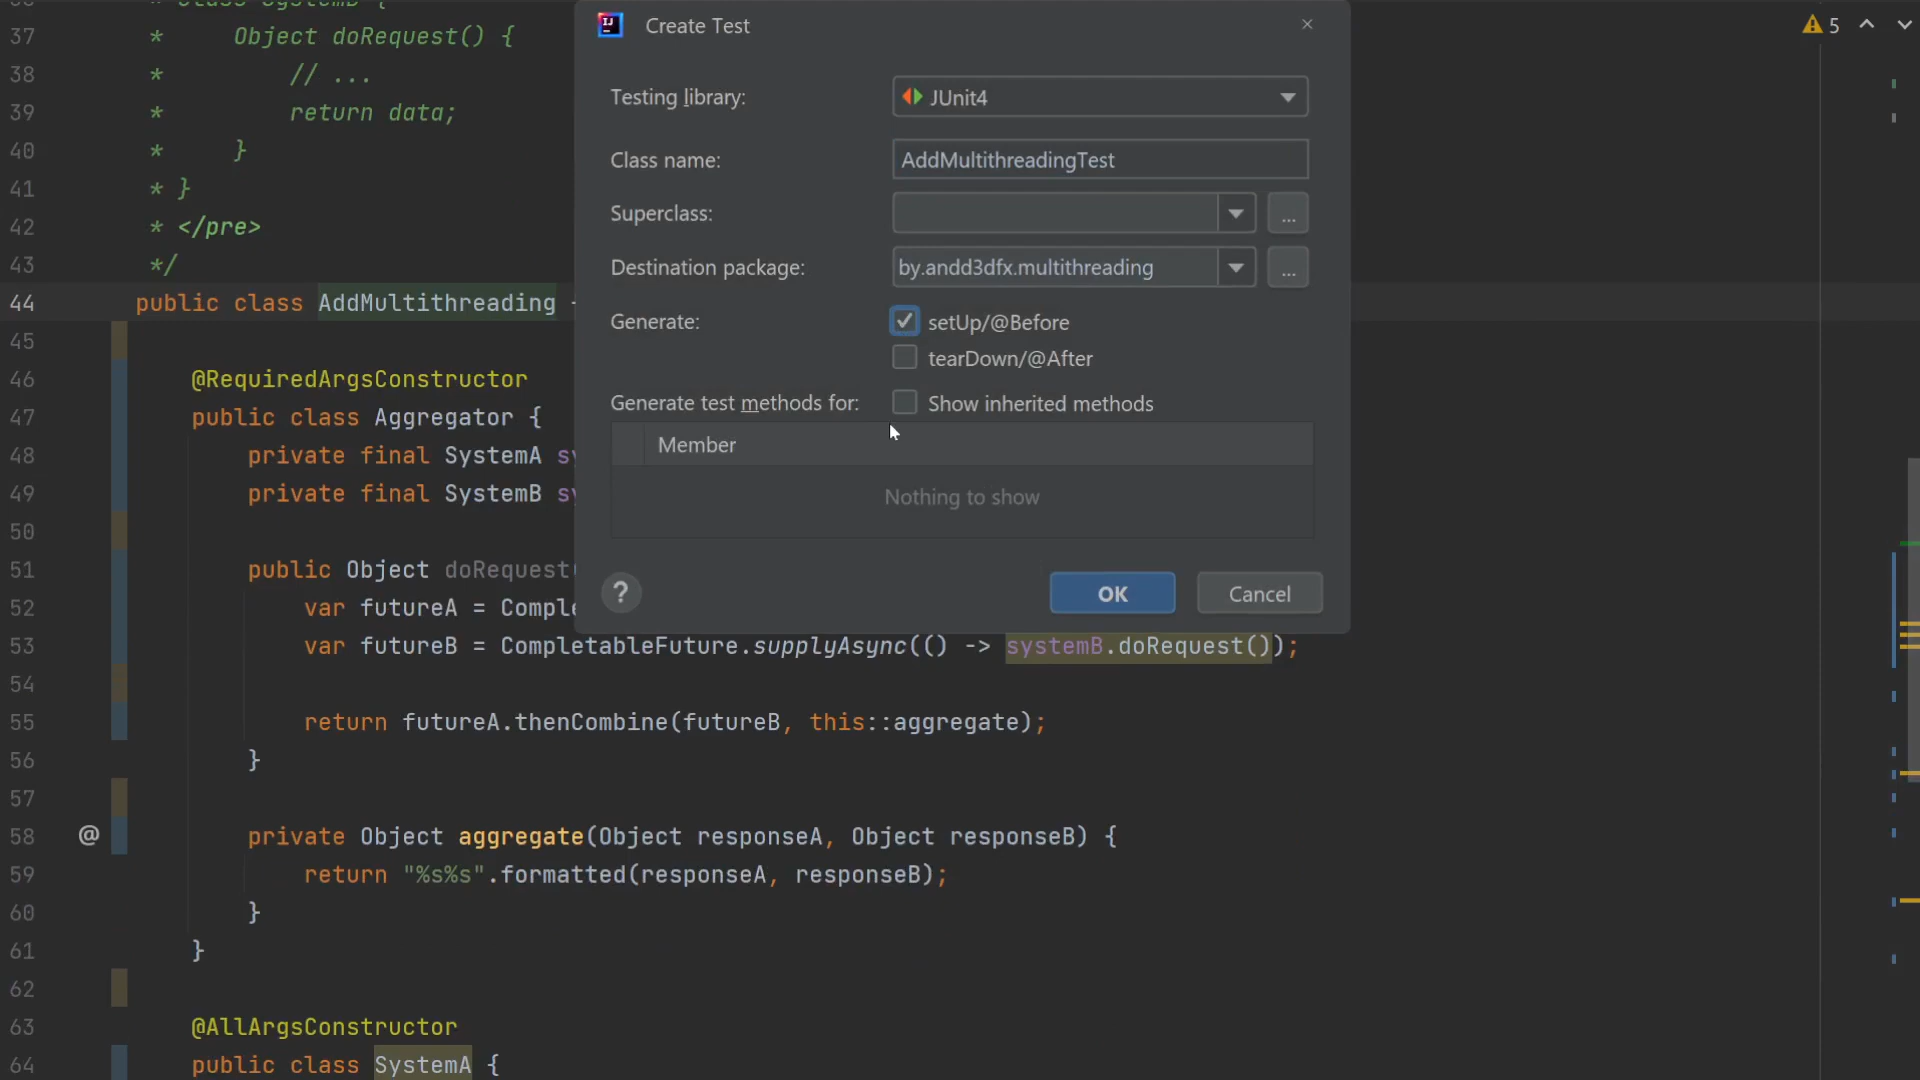 * class SystemB {
37 * Object doRequest() {
38 * // ...
39 * return data;
40 * }
41 * }
42 * </pre>
43 */
44 public class AddMultithreading
45
46 @RequiredArgsConstructor
47 public class Aggregator {
48 private final SystemA sy
49 private final SystemB sy
50
51 public Object doRequest(
52 var futureA = Comple
53 var futureB = CompletableFuture.supplyAsync(() -> systemB.doRequest());
54
55 return futureA.thenCombine(futureB, this::aggregate);
56 }
57
58 @ private Object aggregate(Object responseA, Object responseB) {
59 return "%s%s".formatted(responseA, responseB);
60 }
61 }
62
63 @AllArgsConstructor
64 public class SystemA {
5
IJ Create Test
Testing library: JUnit4
Class name: AddMultithreadingTest
Superclass: ...
Destination package: by.andd3dfx.multithreading ...
Generate: setUp/@Before
tearDown/@After
Generate test methods for: Show inherited methods
Member
Nothing to show
? OK Cancel